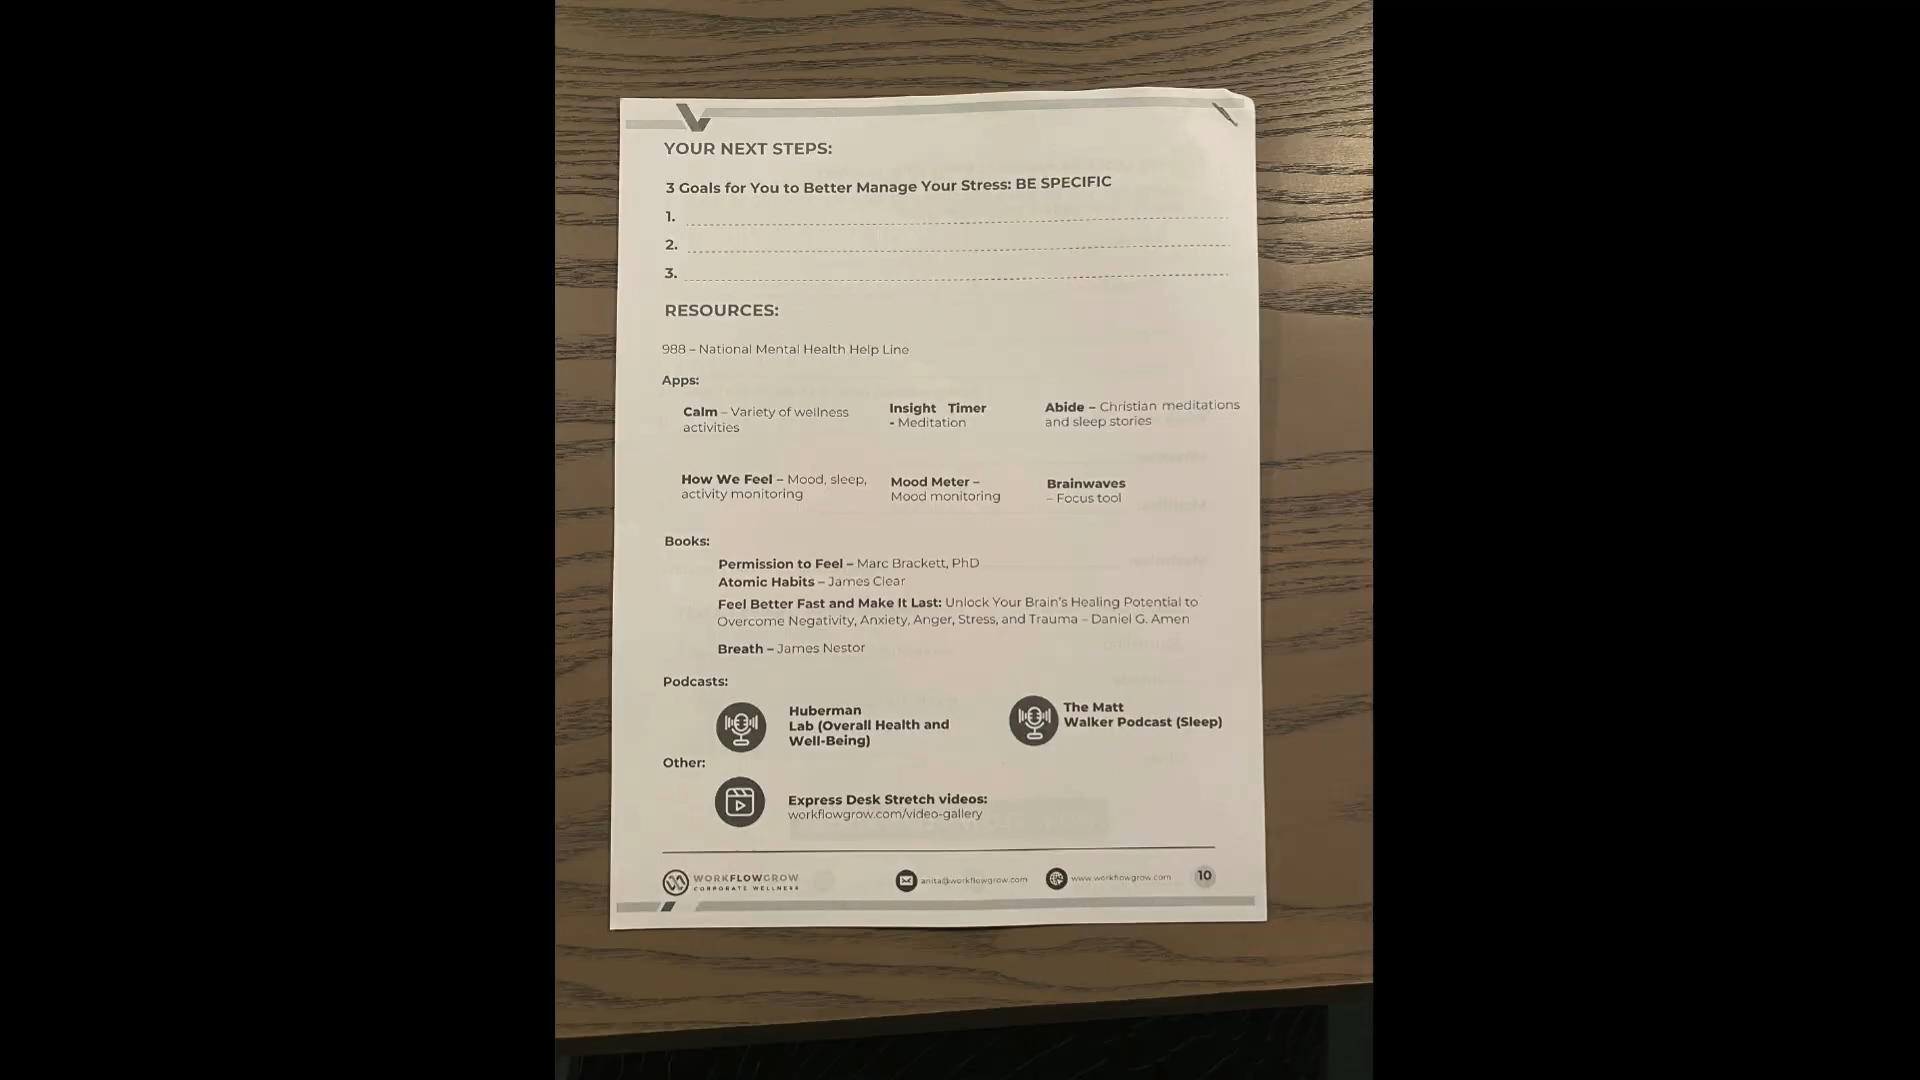 YOUR NEXT STEPS:
3 Goals for You to Better Manage Your Stress: BE SPECIFIC
1.
2.
3.
RESOURCES:
988 – National Mental Health Help Line
Apps:
Calm – Variety of wellness
activities
Insight Timer
- Meditation
Abide – Christian meditations
and sleep stories
How We Feel – Mood, sleep,
activity monitoring
Mood Meter –
Mood monitoring
Brainwaves
– Focus tool
Books:
Permission to Feel – Marc Brackett, PhD
Atomic Habits – James Clear
Feel Better Fast and Make It Last: Unlock Your Brain's Healing Potential to
Overcome Negativity, Anxiety, Anger, Stress, and Trauma – Daniel G. Amen
Breath – James Nestor
Podcasts:
Huberman
Lab (Overall Health and
Well-Being)
The Matt
Walker Podcast (Sleep)
Other:
Express Desk Stretch videos:
workflowgrow.com/video-gallery
WORKFLOWGROW
CORPORATE WELLNESS
anita@workflowgrow.com
www.workflowgrow.com
10